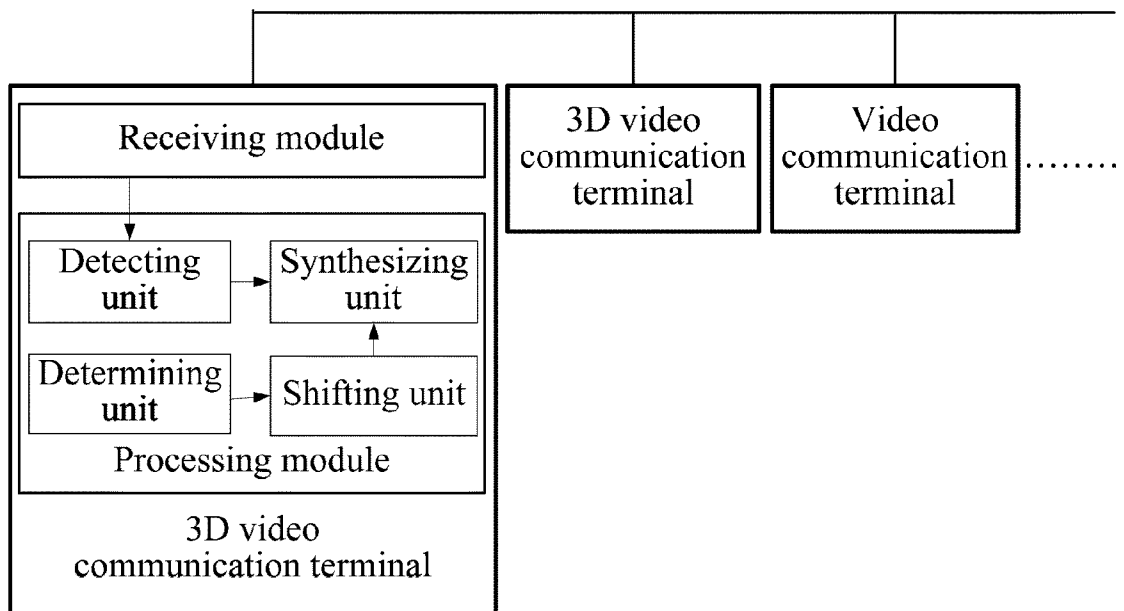 Receiving module
Detecting
unit
Synthesizing
unit
Determining
unit
Shifting unit
Processing module
3D video
communication terminal
3D video
communication
terminal
Video
communication
terminal
........